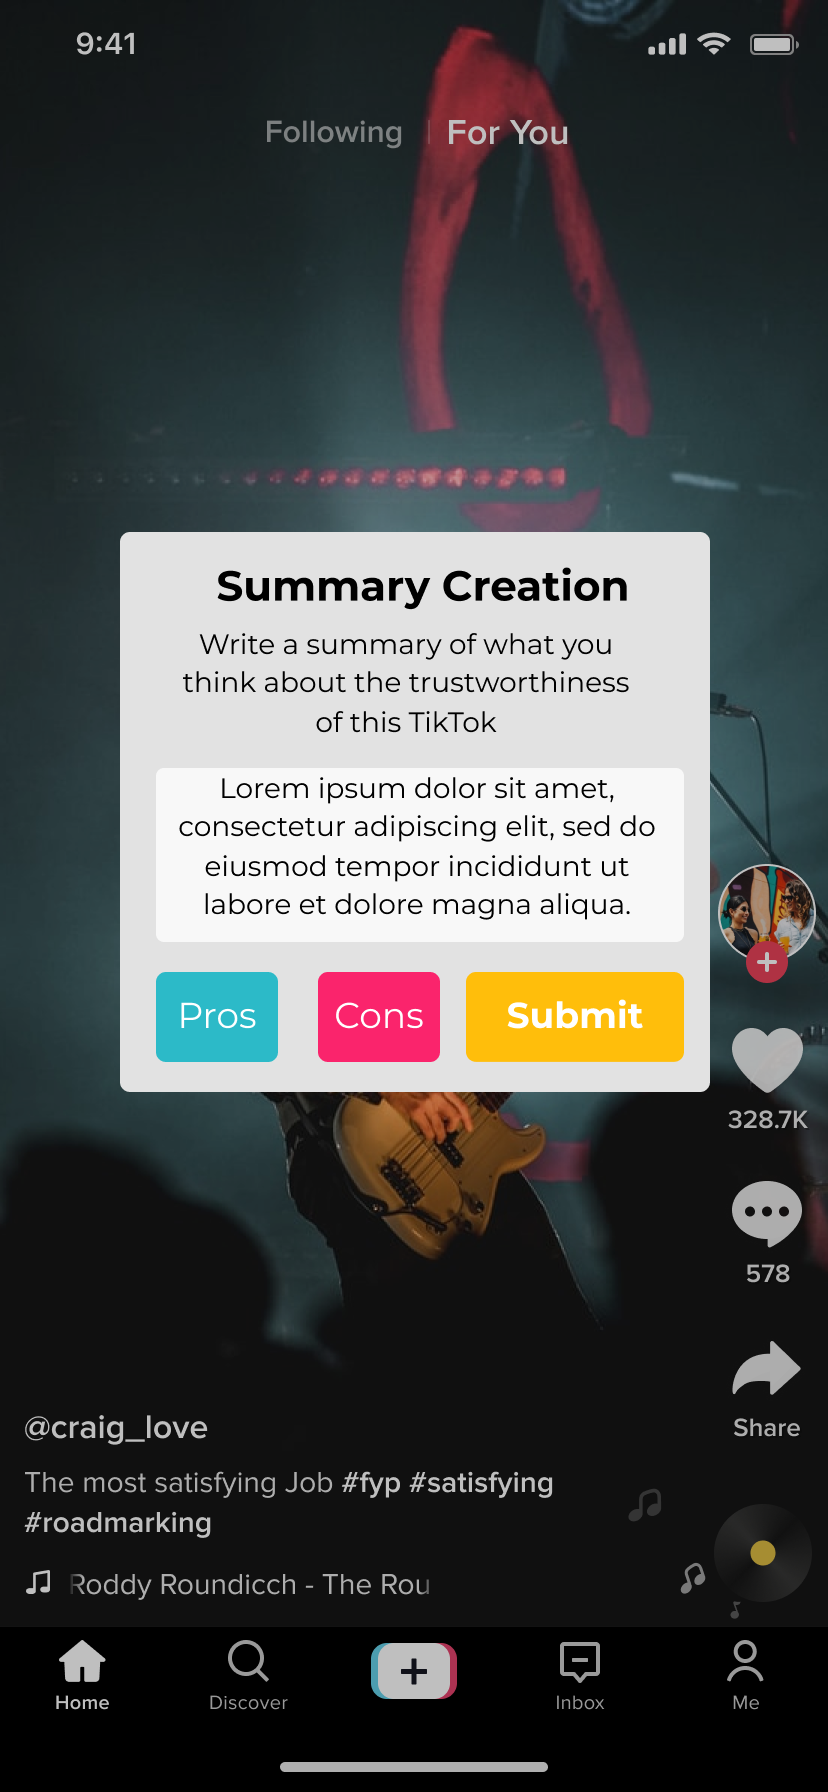 9:41
Following
For You
Summary Creation
Write a summary of what you
think about the trustworthiness
of this TikTok
Lorem ipsum dolor sit amet,
consectetur adipiscing elit, sed do
eiusmod tempor incididunt ut
labore et dolore magna aliqua.
Pros
Cons
Submit
328.7K
578
Share
@craig_love
The most satisfying Job #fyp #satisfying
#roadmarking
Roddy Roundicch - The Rou
Home
Discover
Inbox
Me